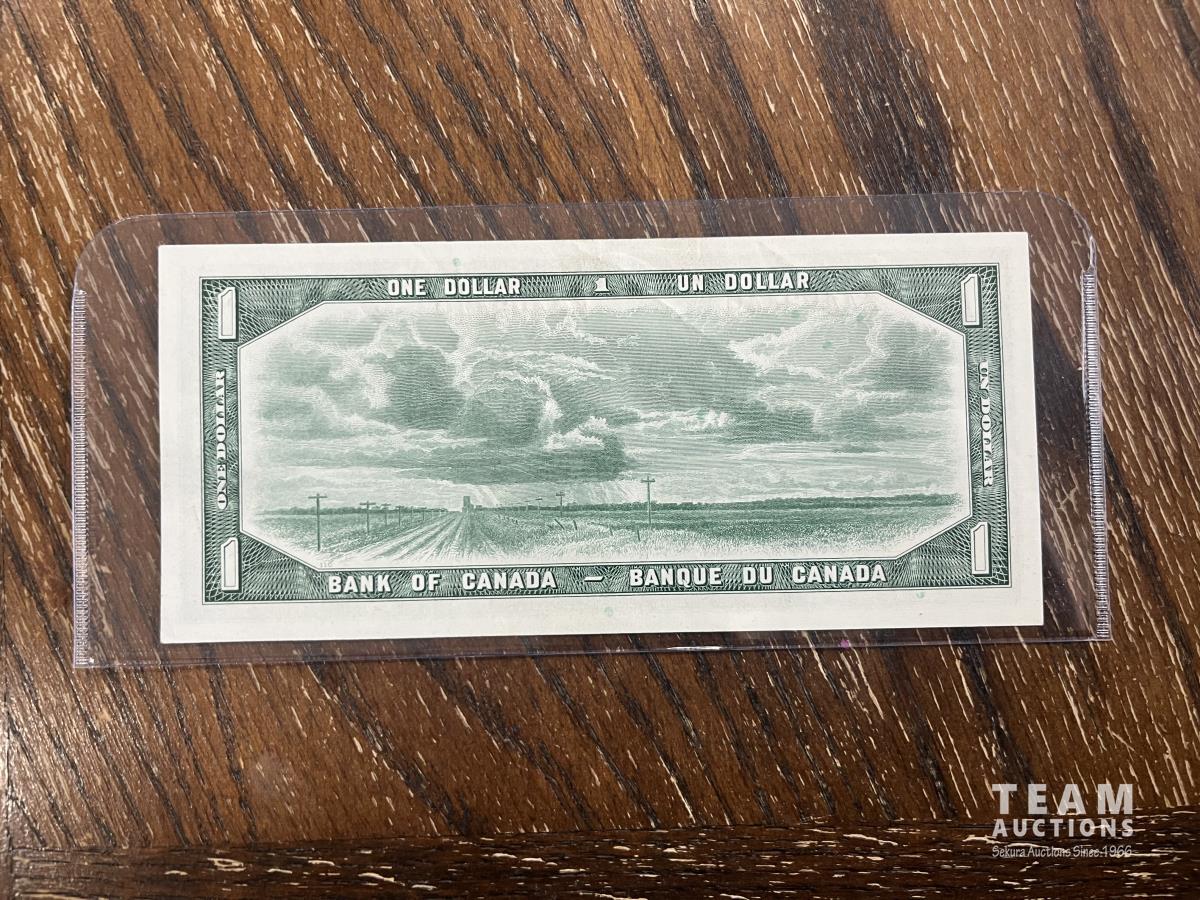 ONE DOLLAR 1 UN DOLLAR
1 1
ONE DOLLAR
UN DOLLAR
1 1
BANK OF CANADA – BANQUE DU CANADA
TEAM
AUCTIONS
Sekura Auctions Since 1966